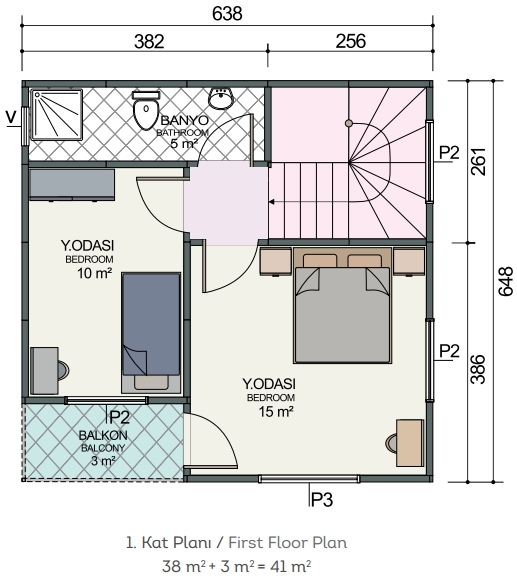 638
382
256
V
BANYO
BATHROOM
5 m²
P2
261
Y.ODASI
BEDROOM
10 m²
648
P2
386
Y.ODASI
BEDROOM
15 m²
P2
BALKON
BALCONY
3 m²
P3
1. Kat Planı / First Floor Plan
38 m² + 3 m² = 41 m²